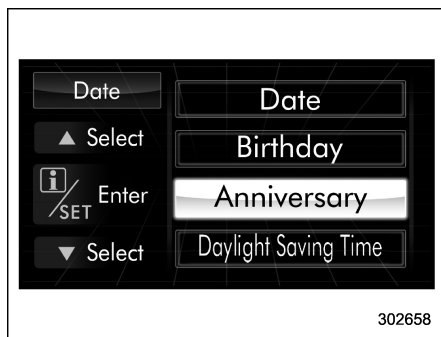 Date
▲ Select
i/SET Enter
▼ Select
Date
Birthday
Anniversary
Daylight Saving Time
302658